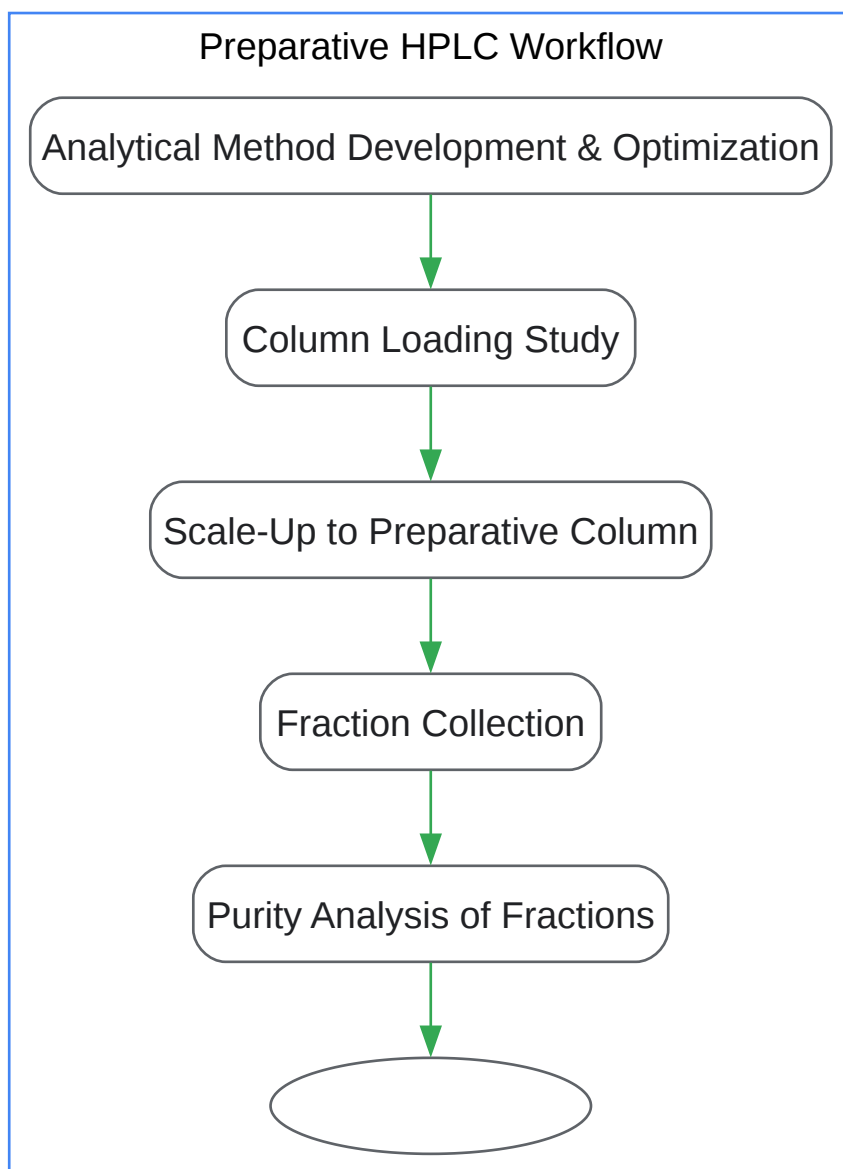 Preparative HPLC Workflow
Analytical Method Development & Optimization
Column Loading Study
Scale-Up to Preparative Column
Fraction Collection
Purity Analysis of Fractions